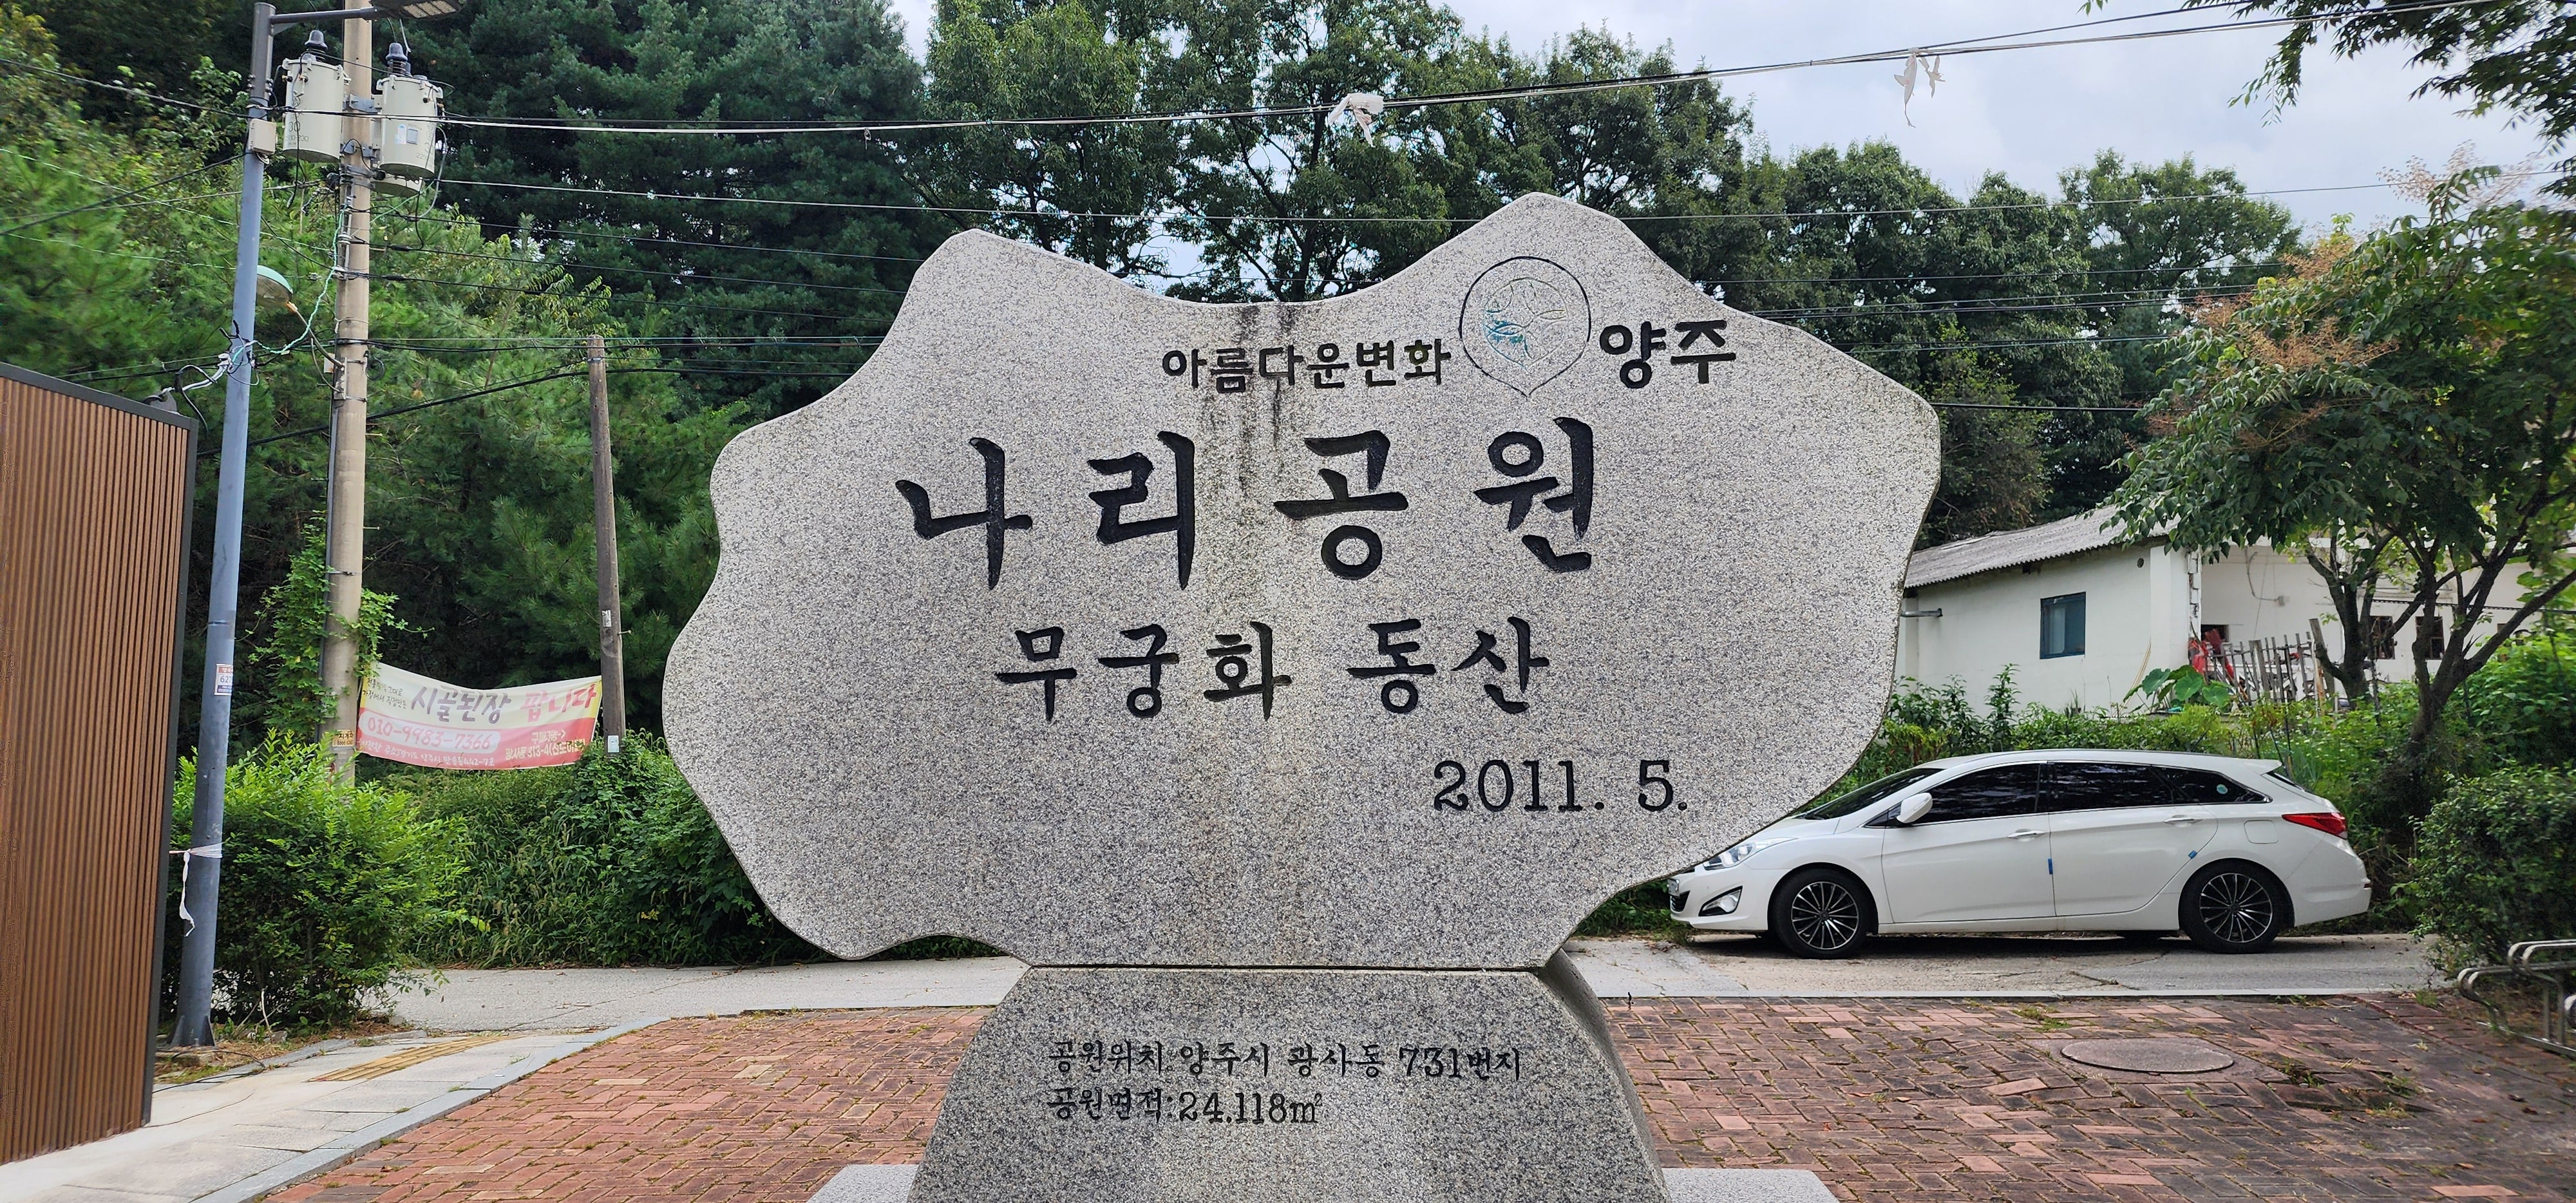 아름다운변화 양주
나리공원
무궁화 동산
2011. 5.
공원위치:양주시 광사동 731번지
공원면적:24.118㎡
시골된장 팝니다
010-9983-7366